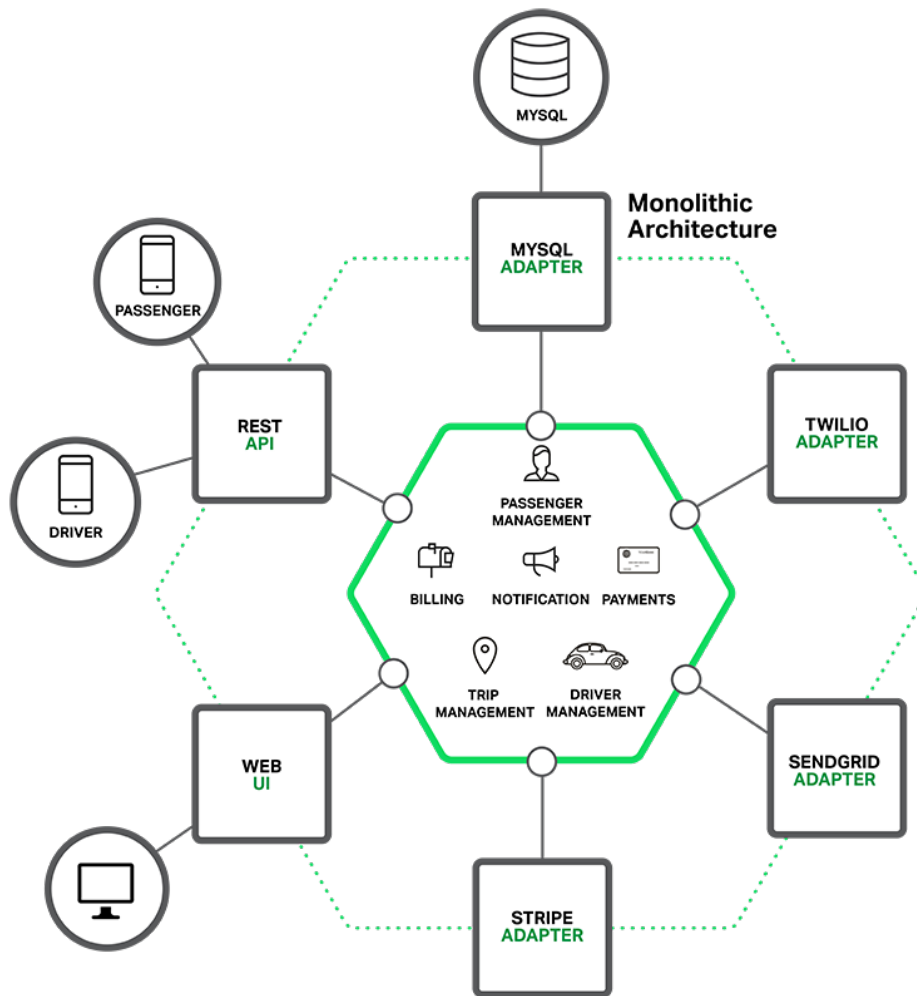 MYSQL
Monolithic
Architecture
MYSQL
ADAPTER
PASSENGER
REST
API
TWILIO
ADAPTER
DRIVER
PASSENGER
MANAGEMENT
BILLING
NOTIFICATION
PAYMENTS
TRIP
MANAGEMENT
DRIVER
MANAGEMENT
WEB
UI
SENDGRID
ADAPTER
STRIPE
ADAPTER